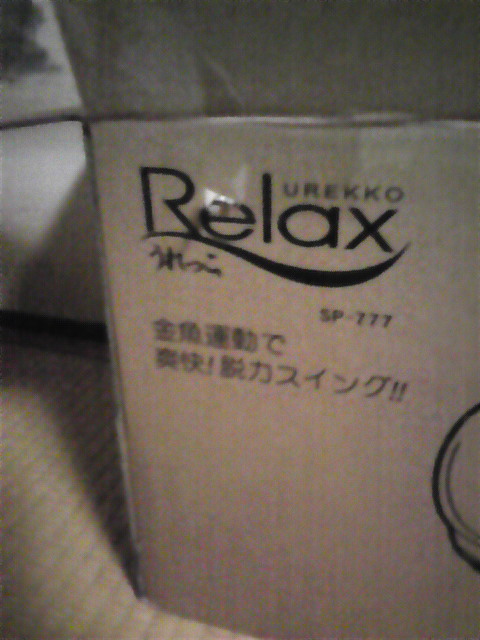 UREKKO
Relax
うれっこ
SP-777
金魚運動で
爽快!脱力スイング!!